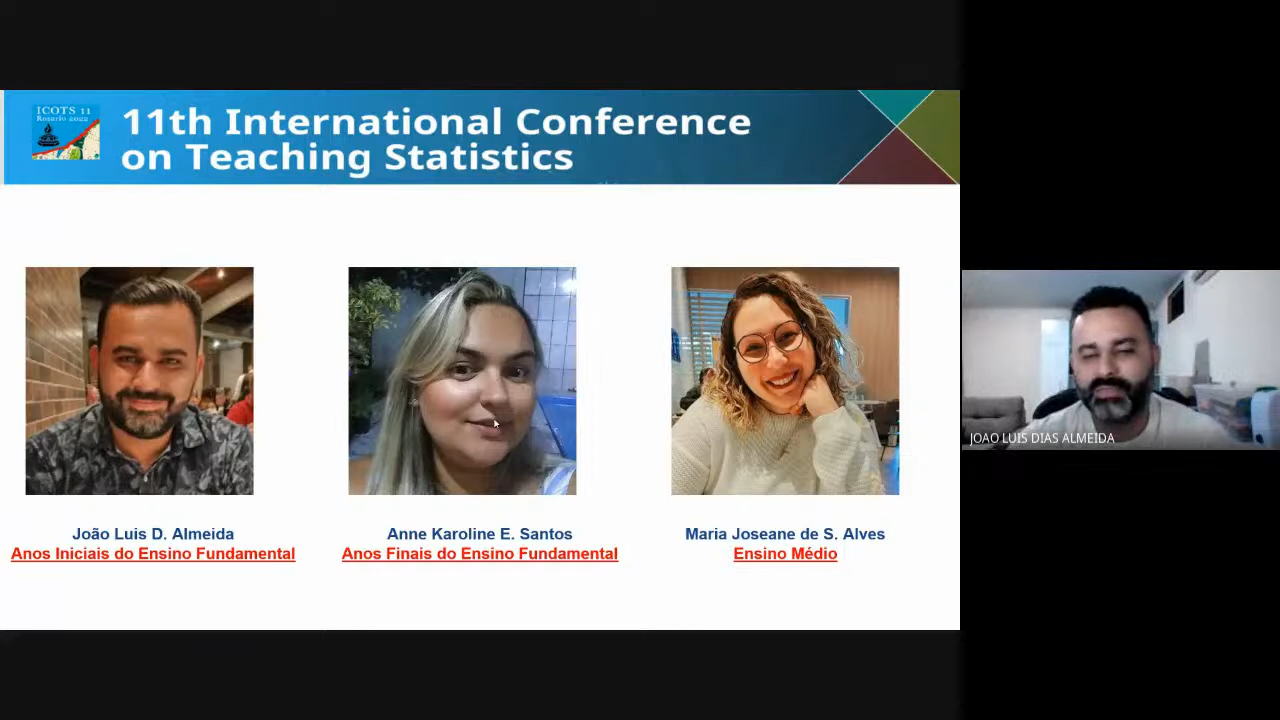 ICOTS 11
Rosario 2022
11th International Conference
on Teaching Statistics
João Luis D. Almeida
Anos Iniciais do Ensino Fundamental
Anne Karoline E. Santos
Anos Finais do Ensino Fundamental
Maria Joseane de S. Alves
Ensino Médio
JOAO LUIS DIAS ALMEIDA